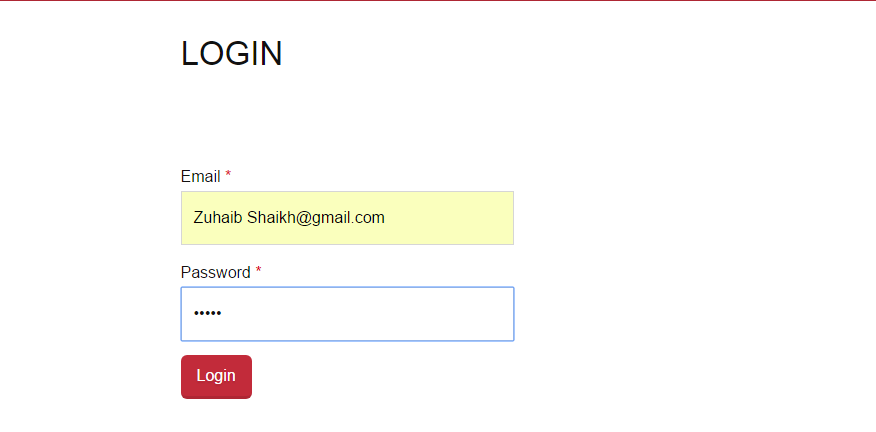 LOGIN
Email *
Zuhaib Shaikh@gmail.com
Password *
•••••
Login